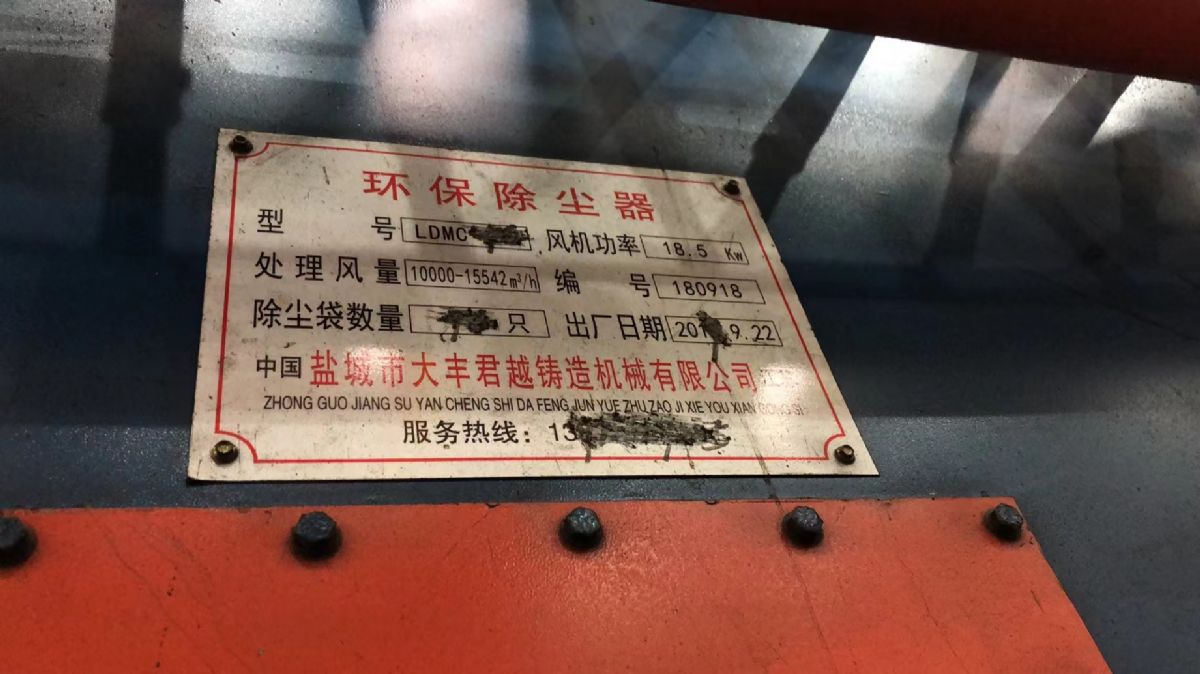 环保除尘器
型号 LDMC 风机功率 18.5 Kw
处理风量 10000-15542m³/h 编号 180918
除尘袋数量 只 出厂日期 201 9.22
中国 盐城市大丰君越铸造机械有限公司
ZHONG GUO JIANG SU YAN CHENG SHI DA FENG JUN YUE ZHU ZAO JI XIE YOU XIAN GONG SI
服务热线：13